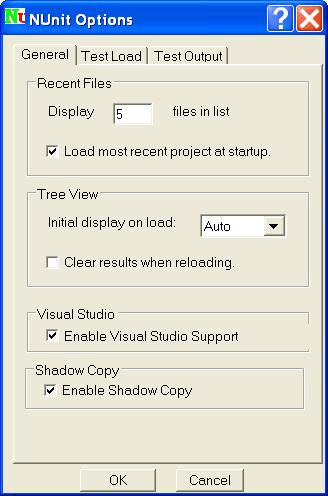 NUnit Options
General Test Load Test Output
Recent Files
Display 5 files in list
Load most recent project at startup.
Tree View
Initial display on load: Auto
Clear results when reloading.
Visual Studio
Enable Visual Studio Support
Shadow Copy
Enable Shadow Copy
OK Cancel